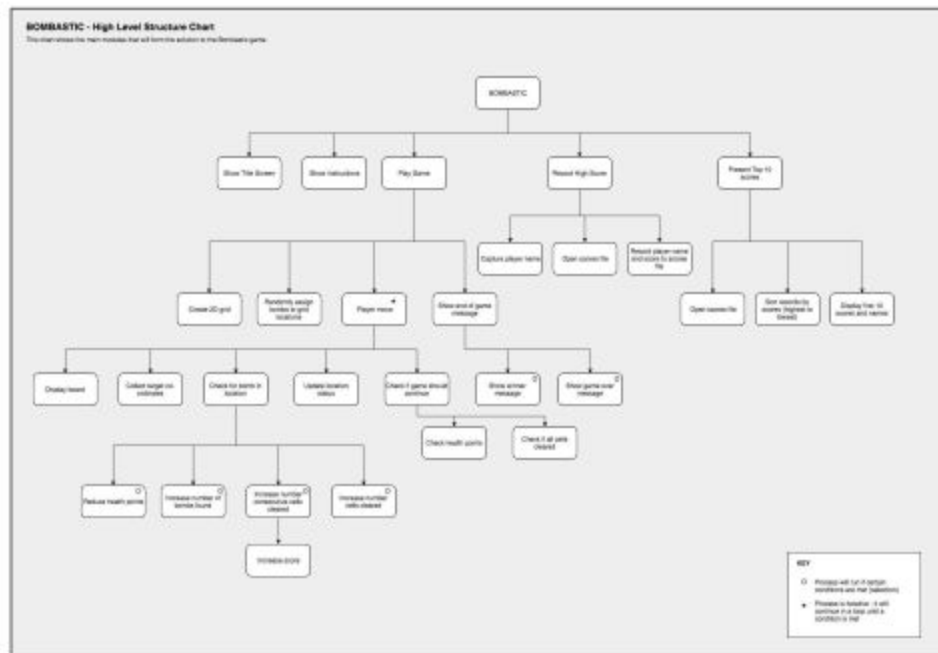 BOMBASTIC - High Level Structure Chart
This chart shows the main modules that will form the solution to the Bombastic game
BOMBASTIC
Show Title Screen
Show Instructions
Play Game
Record High Score
Present Top 10
scores
Capture player name
Open scores file
Record player name
and score to scores
file
Create 2D grid
Randomly assign
bombs to grid
locations
Player move
Show end of game
message
Open scores file
Sort records by
scores (highest to
lowest)
Display first 10
scores and names
Display board
Collect target co-
ordinates
Check for bomb in
location
Update location
status
Check if game should
continue
Show winner
message
Show game over
message
Check health points
Check if all cells
cleared
Reduce health points
Increase number of
bombs found
Increase number
consecutive cells
cleared
Increase number
cells cleared
Increase score
KEY
Process will run if certain
conditions are met (selection)
Process is iterative - it will
continue in a loop until a
condition is met